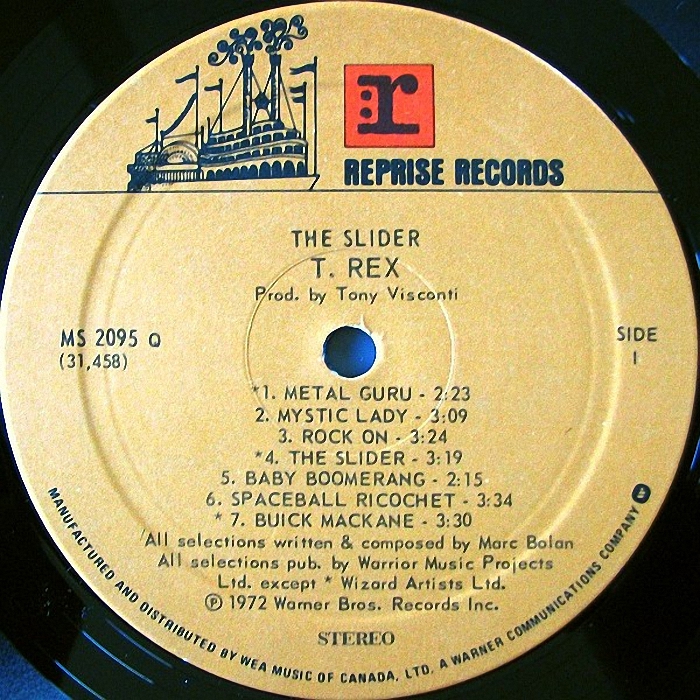 r
REPRISE RECORDS
THE SLIDER
T. REX
Prod. by Tony Visconti
MS 2095 Q
(31,458)
SIDE
1
*1. METAL GURU - 2:23
2. MYSTIC LADY - 3:09
3. ROCK ON - 3:24
*4. THE SLIDER - 3:19
5. BABY BOOMERANG - 2:15
6. SPACEBALL RICOCHET - 3:34
* 7. BUICK MACKANE - 3:30
All selections written & composed by Marc Bolan
All selections pub. by Warrior Music Projects
Ltd. except * Wizard Artists Ltd.
℗ 1972 Warner Bros. Records Inc.
STEREO
MANUFACTURED AND DISTRIBUTED BY WEA MUSIC OF CANADA, LTD. A WARNER COMMUNICATIONS COMPANY